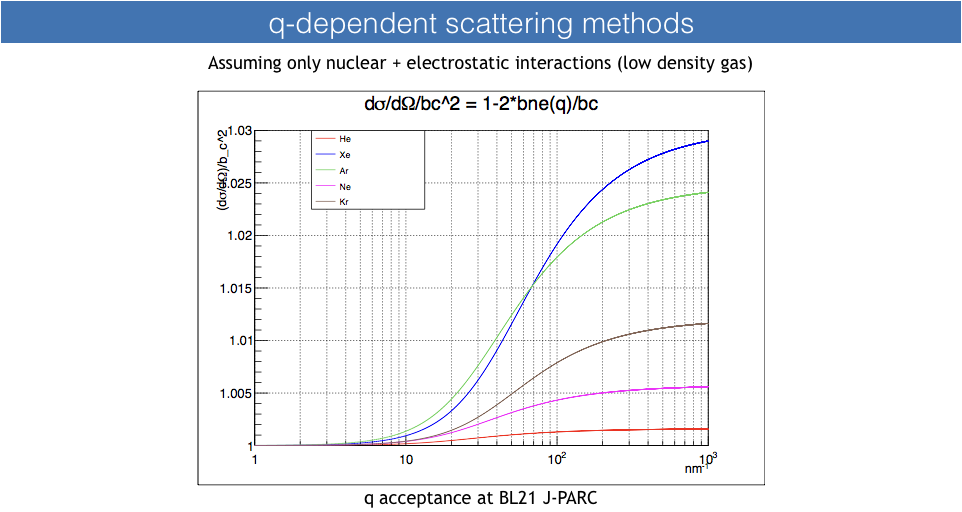 q-dependent scattering methods
Assuming only nuclear + electrostatic interactions (low density gas)
dσ/dΩ/bc^2 = 1-2*bne(q)/bc
(dσ/dΩ)/b_c^2
1.03
1.025
1.02
1.015
1.01
1.005
1
He
Xe
Ar
Ne
Kr
1
10
10²
10³
nm⁻¹
q acceptance at BL21 J-PARC